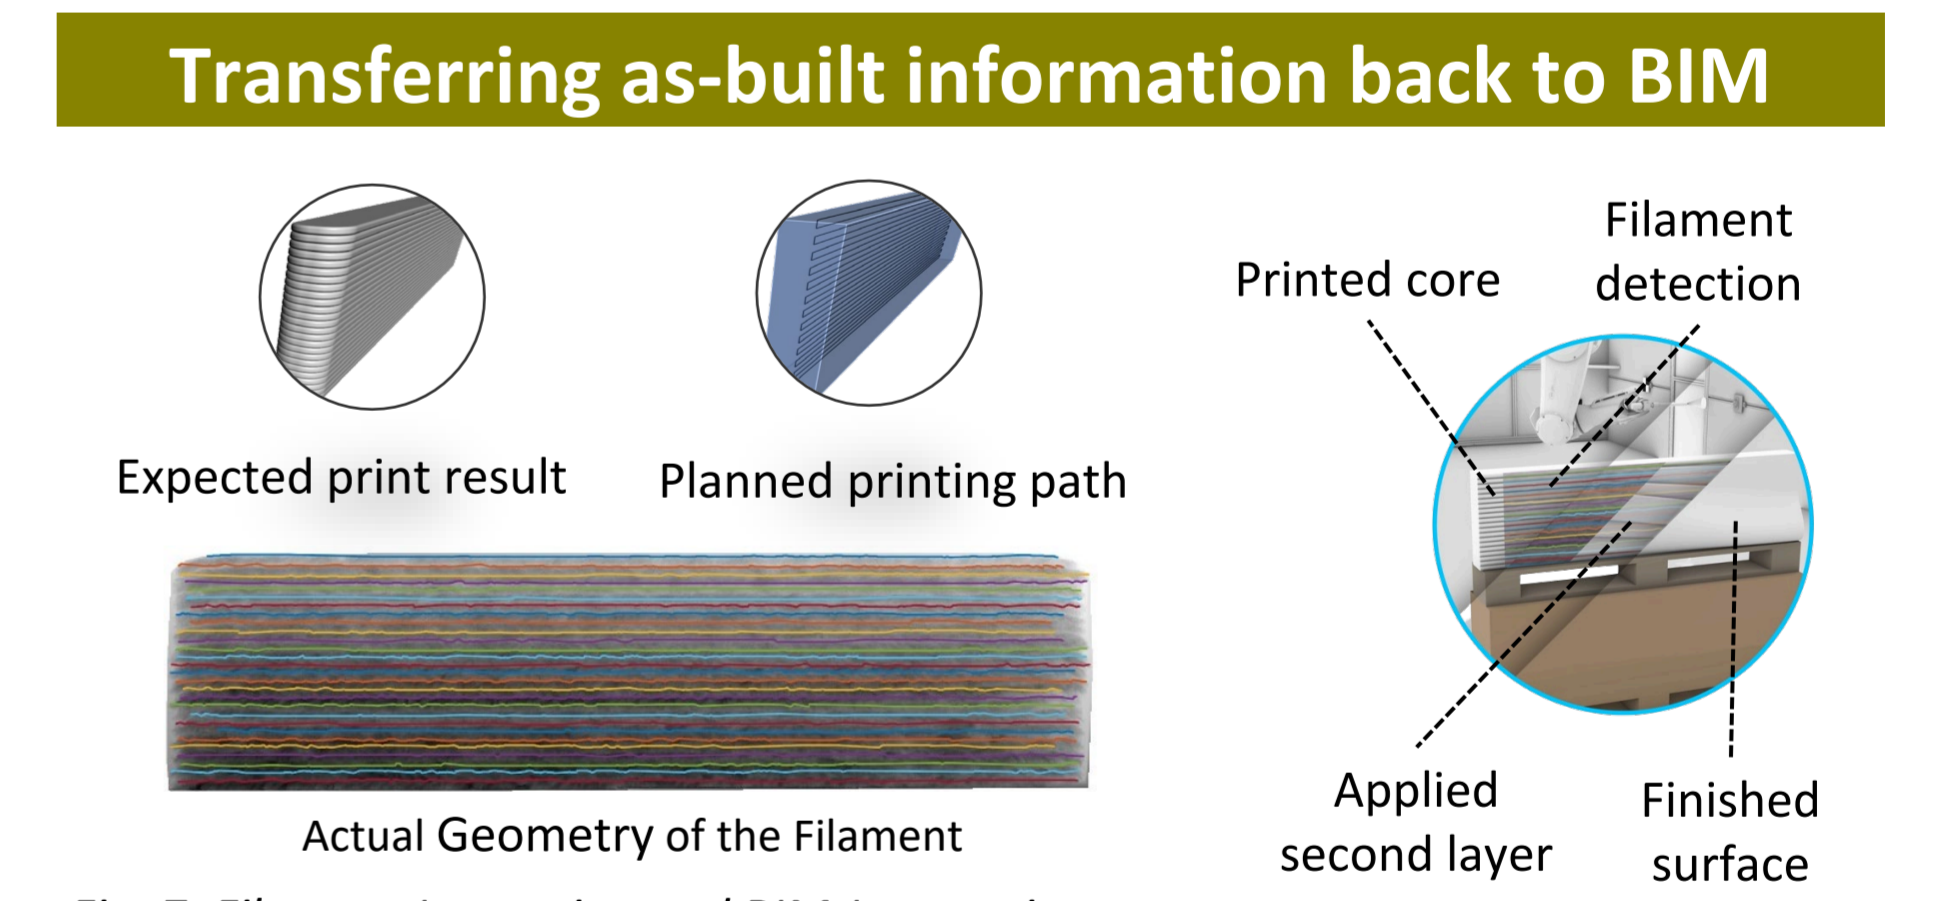 Transferring as-built information back to BIM
Filament
detection
Printed core
Expected print result
Planned printing path
Actual Geometry of the Filament
Applied
second layer
Finished
surface